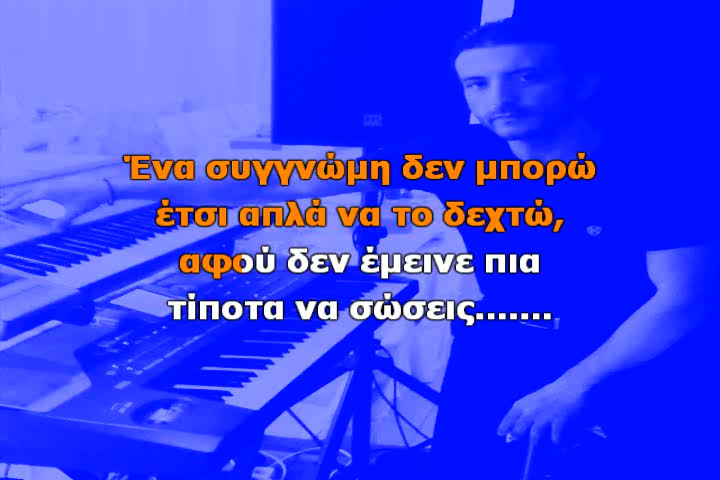 Ένα συγγνώμη δεν μπορώ
έτσι απλά να το δεχτώ,
αφού δεν έμεινε πια
τίποτα να σώσεις.......